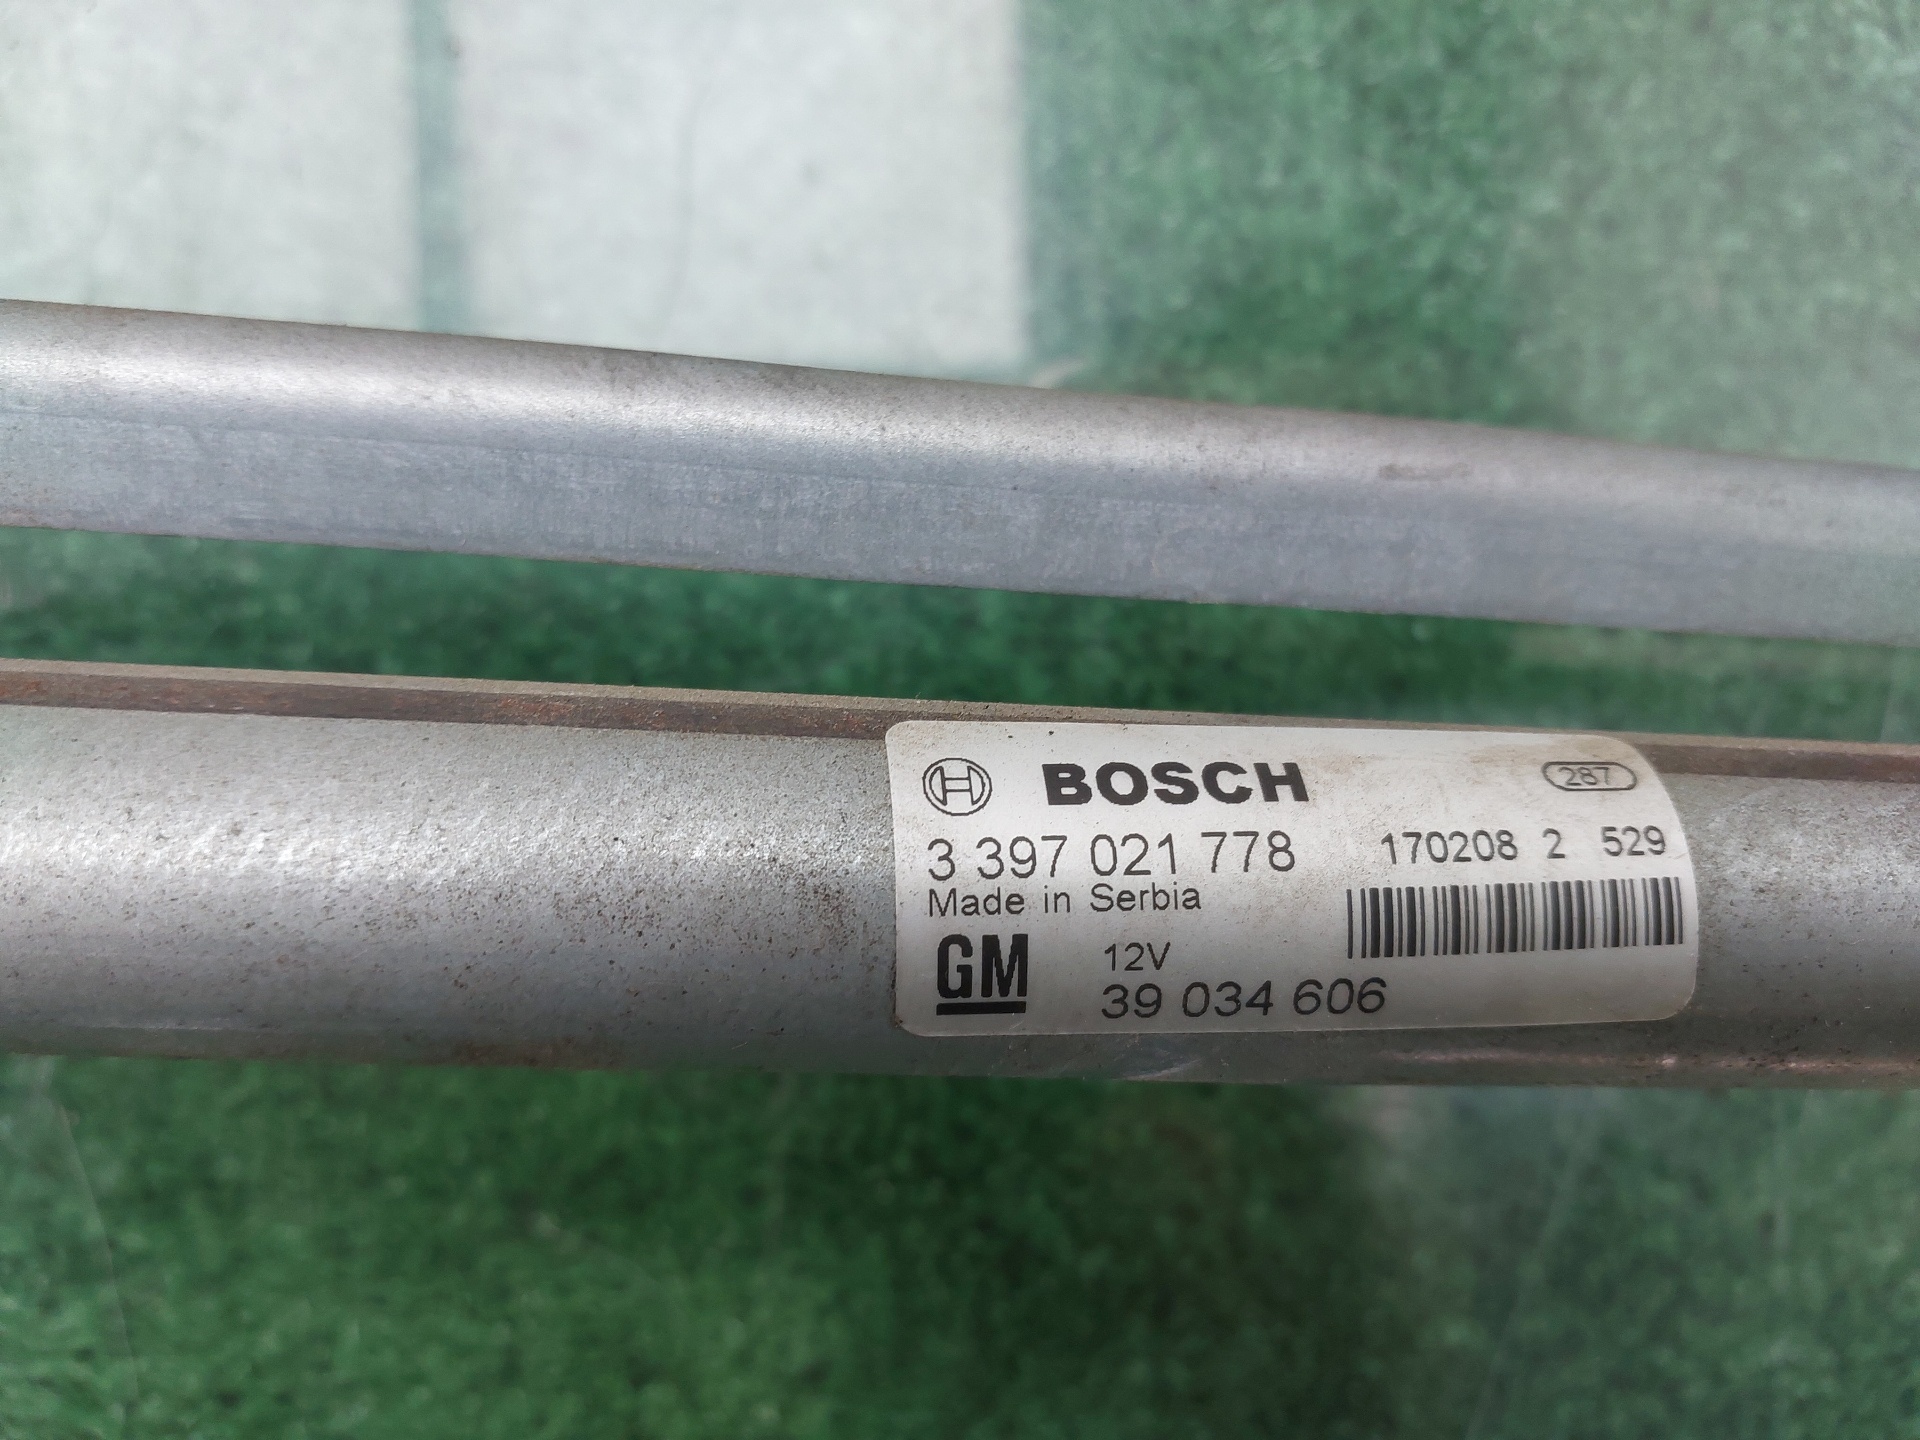 BOSCH 287
3 397 021 778 170208 2 529
Made in Serbia
GM 12V
39 034 606